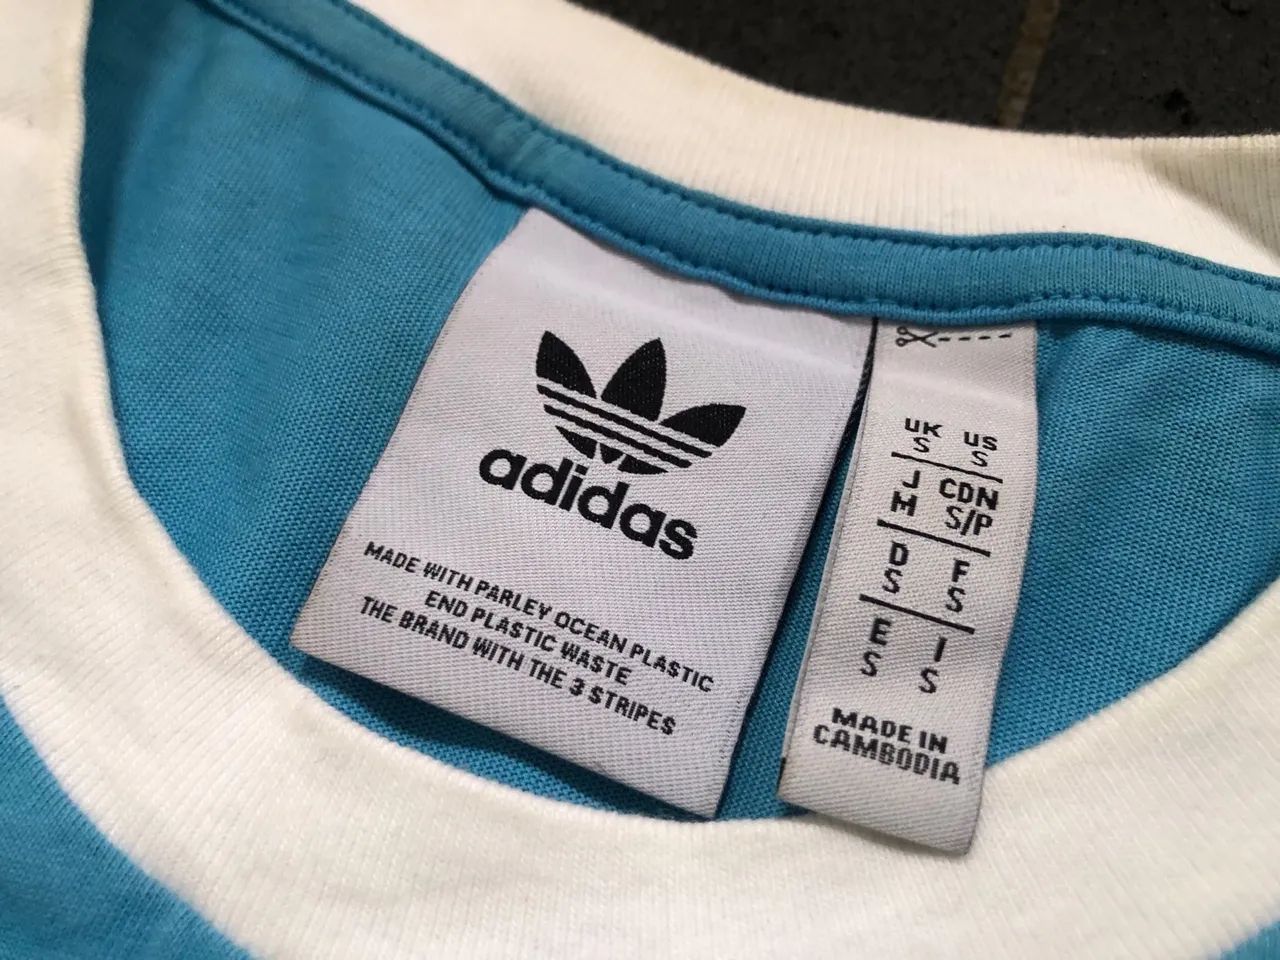 adidas
MADE WITH PARLEY OCEAN PLASTIC
END PLASTIC WASTE
THE BRAND WITH THE 3 STRIPES
UK US
S S
J CDN
M S/P
D F
S S
E I
S S
MADE IN
CAMBODIA